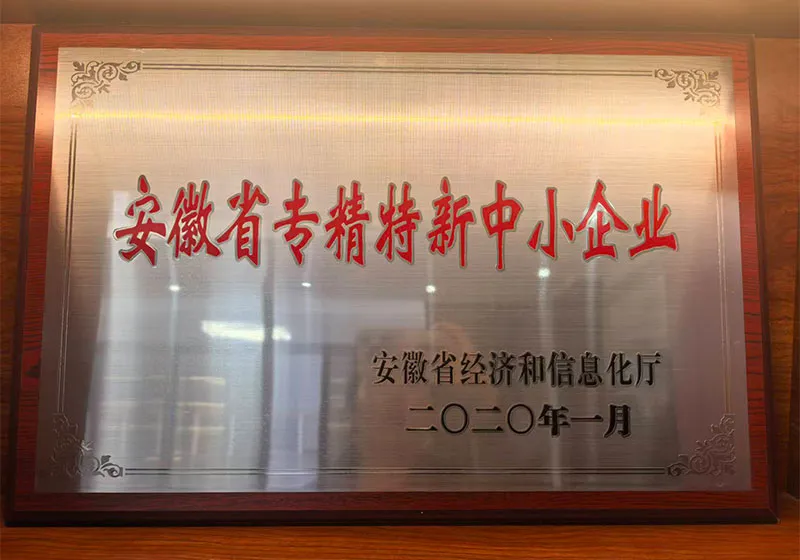 安徽省专精特新中小企业
安徽省经济和信息化厅
二〇二〇年一月